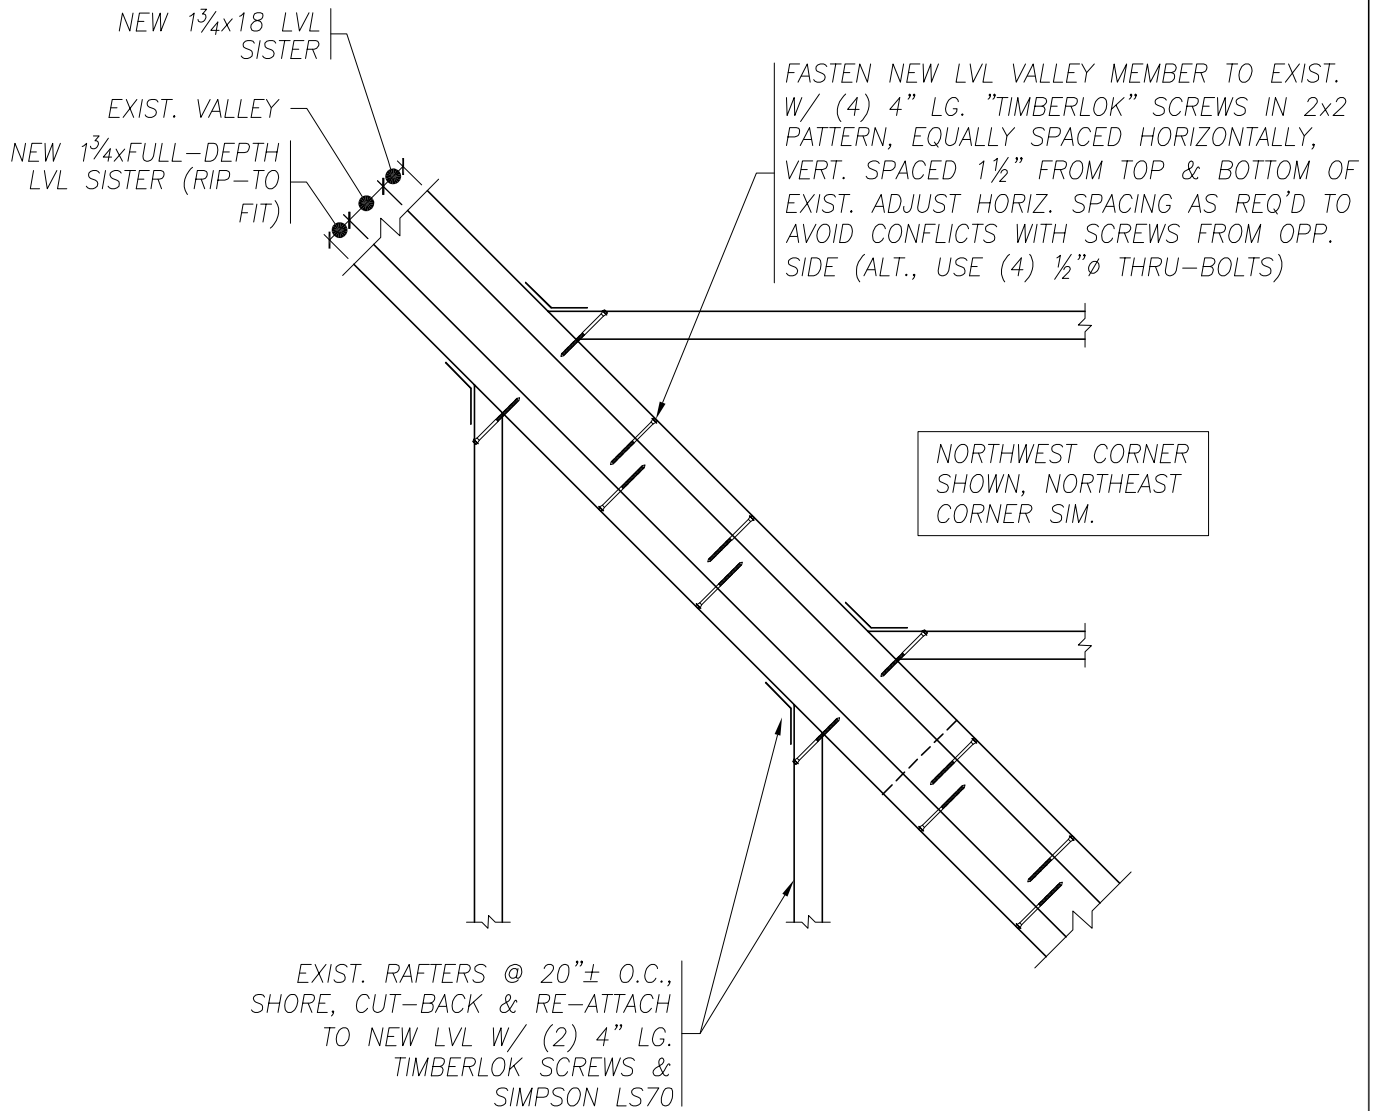 NEW 1¾x18 LVL
SISTER
EXIST. VALLEY
NEW 1¾xFULL-DEPTH
LVL SISTER (RIP-TO
FIT)
FASTEN NEW LVL VALLEY MEMBER TO EXIST.
W/ (4) 4" LG. "TIMBERLOK" SCREWS IN 2x2
PATTERN, EQUALLY SPACED HORIZONTALLY,
VERT. SPACED 1½" FROM TOP & BOTTOM OF
EXIST. ADJUST HORIZ. SPACING AS REQ'D TO
AVOID CONFLICTS WITH SCREWS FROM OPP.
SIDE (ALT., USE (4) ½"ø THRU-BOLTS)
NORTHWEST CORNER
SHOWN, NORTHEAST
CORNER SIM.
EXIST. RAFTERS @ 20"± O.C.,
SHORE, CUT-BACK & RE-ATTACH
TO NEW LVL W/ (2) 4" LG.
TIMBERLOK SCREWS &
SIMPSON LS70